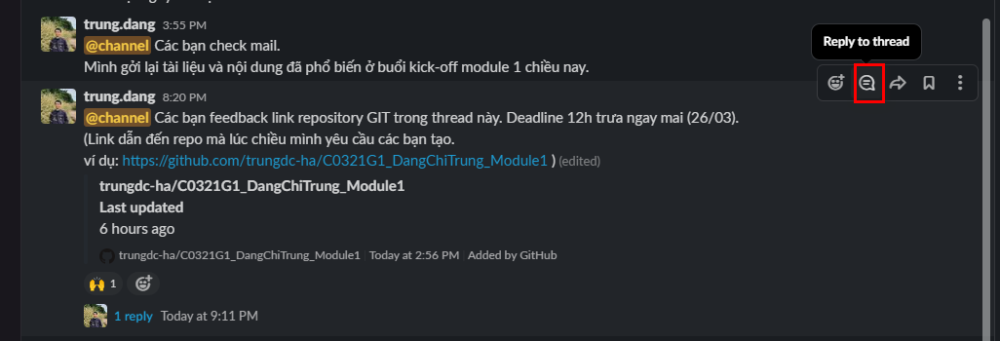 trung.dang 3:55 PM
@channel Các bạn check mail.
Reply to thread
Mình gởi lại tài liệu và nội dung đã phổ biến ở buổi kick-off module 1 chiều nay.
trung.dang 8:20 PM
@channel Các bạn feedback link repository GIT trong thread này. Deadline 12h trưa ngay mai (26/03).
(Link dẫn đến repo mà lúc chiều mình yêu cầu các bạn tạo.
ví dụ: https://github.com/trungdc-ha/C0321G1_DangChiTrung_Module1 ) (edited)
trungdc-ha/C0321G1_DangChiTrung_Module1
Last updated
6 hours ago
trungdc-ha/C0321G1_DangChiTrung_Module1 Today at 2:56 PM Added by GitHub
1
1 reply Today at 9:11 PM